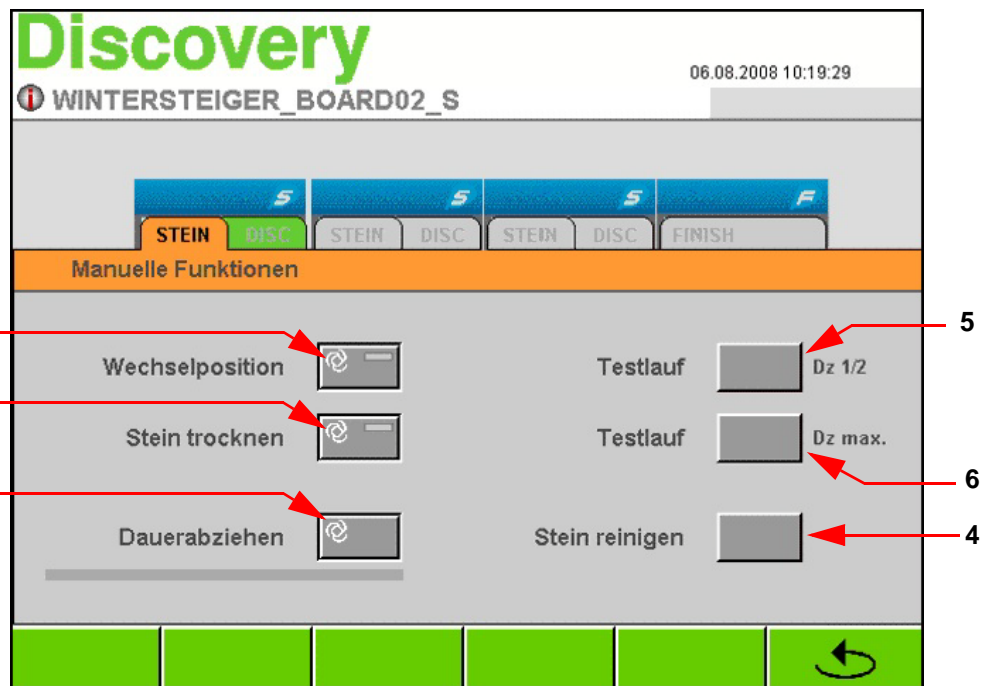 Discovery
06.08.2008 10:19:29
WINTERSTEIGER_BOARD02_S
S S S F
STEIN DISC STEIN DISC STEIN DISC FINISH
Manuelle Funktionen
5
Wechselposition Testlauf Dz 1/2
Stein trocknen Testlauf Dz max.
6
Dauerabziehen Stein reinigen 4